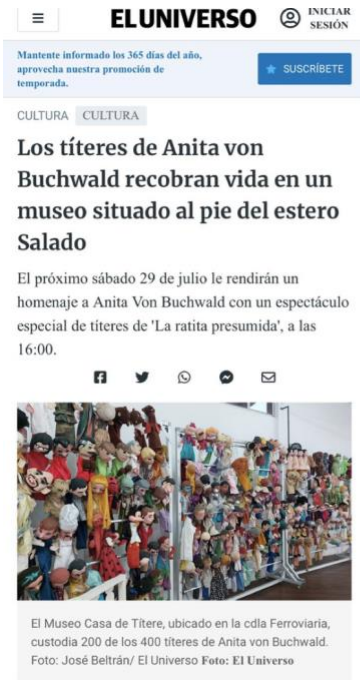 EL UNIVERSO
INICIAR
SESIÓN
Mantente informado los 365 días del año,
aprovecha nuestra promoción de
temporada.
SUSCRÍBETE
CULTURA CULTURA
Los títeres de Anita von
Buchwald recobran vida en un
museo situado al pie del estero
Salado
El próximo sábado 29 de julio le rendirán un
homenaje a Anita Von Buchwald con un espectáculo
especial de títeres de 'La ratita presumida', a las
16:00.
El Museo Casa de Títere, ubicado en la cdla Ferroviaria,
custodia 200 de los 400 títeres de Anita von Buchwald.
Foto: José Beltrán/ El Universo Foto: El Universo